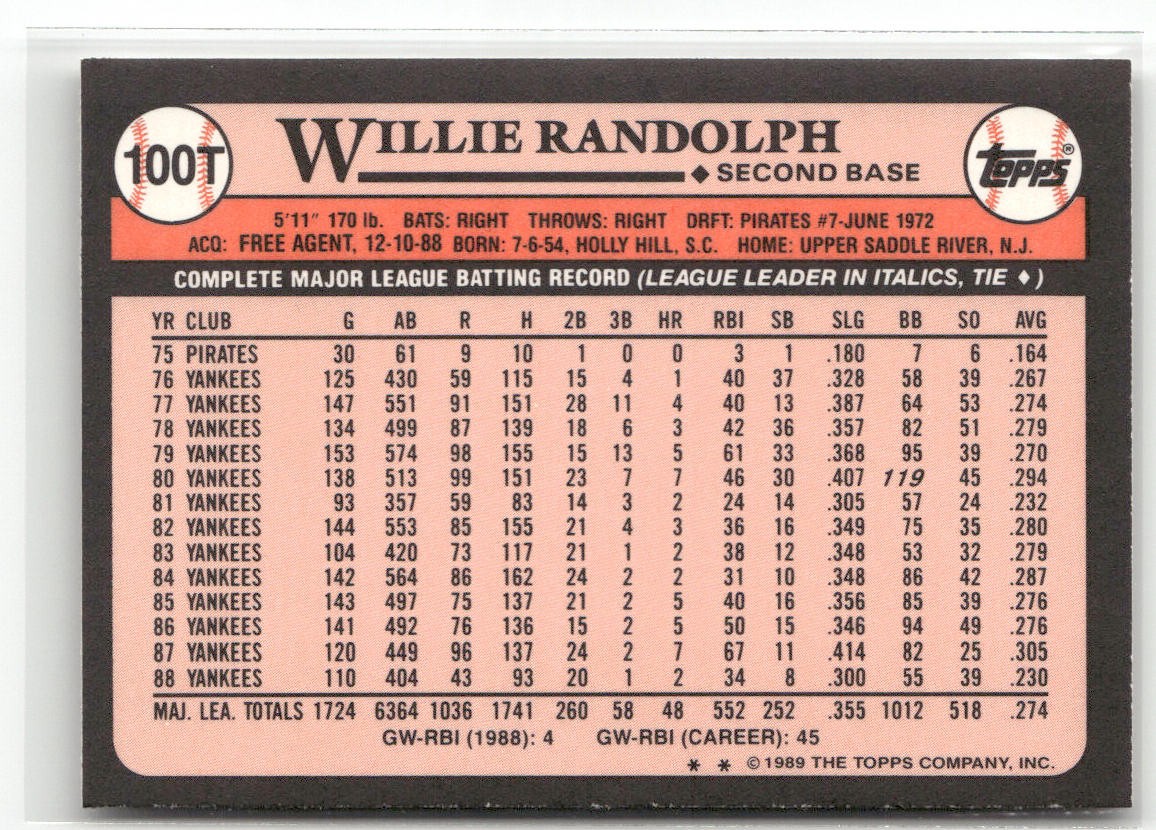 100T
WILLIE RANDOLPH
♦ SECOND BASE
TOPPS®
5'11" 170 lb. BATS: RIGHT THROWS: RIGHT DRFT: PIRATES #7-JUNE 1972
ACQ: FREE AGENT, 12-10-88 BORN: 7-6-54, HOLLY HILL, S.C. HOME: UPPER SADDLE RIVER, N.J.
COMPLETE MAJOR LEAGUE BATTING RECORD (LEAGUE LEADER IN ITALICS, TIE ♦)
YR CLUB G AB R H 2B 3B HR RBI SB SLG BB SO AVG
75 PIRATES 30 61 9 10 1 0 0 3 1 .180 7 6 .164
76 YANKEES 125 430 59 115 15 4 1 40 37 .328 58 39 .267
77 YANKEES 147 551 91 151 28 11 4 40 13 .387 64 53 .274
78 YANKEES 134 499 87 139 18 6 3 42 36 .357 82 51 .279
79 YANKEES 153 574 98 155 15 13 5 61 33 .368 95 39 .270
80 YANKEES 138 513 99 151 23 7 7 46 30 .407 119 45 .294
81 YANKEES 93 357 59 83 14 3 2 24 14 .305 57 24 .232
82 YANKEES 144 553 85 155 21 4 3 36 16 .349 75 35 .280
83 YANKEES 104 420 73 117 21 1 2 38 12 .348 53 32 .279
84 YANKEES 142 564 86 162 24 2 2 31 10 .348 86 42 .287
85 YANKEES 143 497 75 137 21 2 5 40 16 .356 85 39 .276
86 YANKEES 141 492 76 136 15 2 5 50 15 .346 94 49 .276
87 YANKEES 120 449 96 137 24 2 7 67 11 .414 82 25 .305
88 YANKEES 110 404 43 93 20 1 2 34 8 .300 55 39 .230
MAJ. LEA. TOTALS 1724 6364 1036 1741 260 58 48 552 252 .355 1012 518 .274
GW-RBI (1988): 4 GW-RBI (CAREER): 45
* * ©1989 THE TOPPS COMPANY, INC.